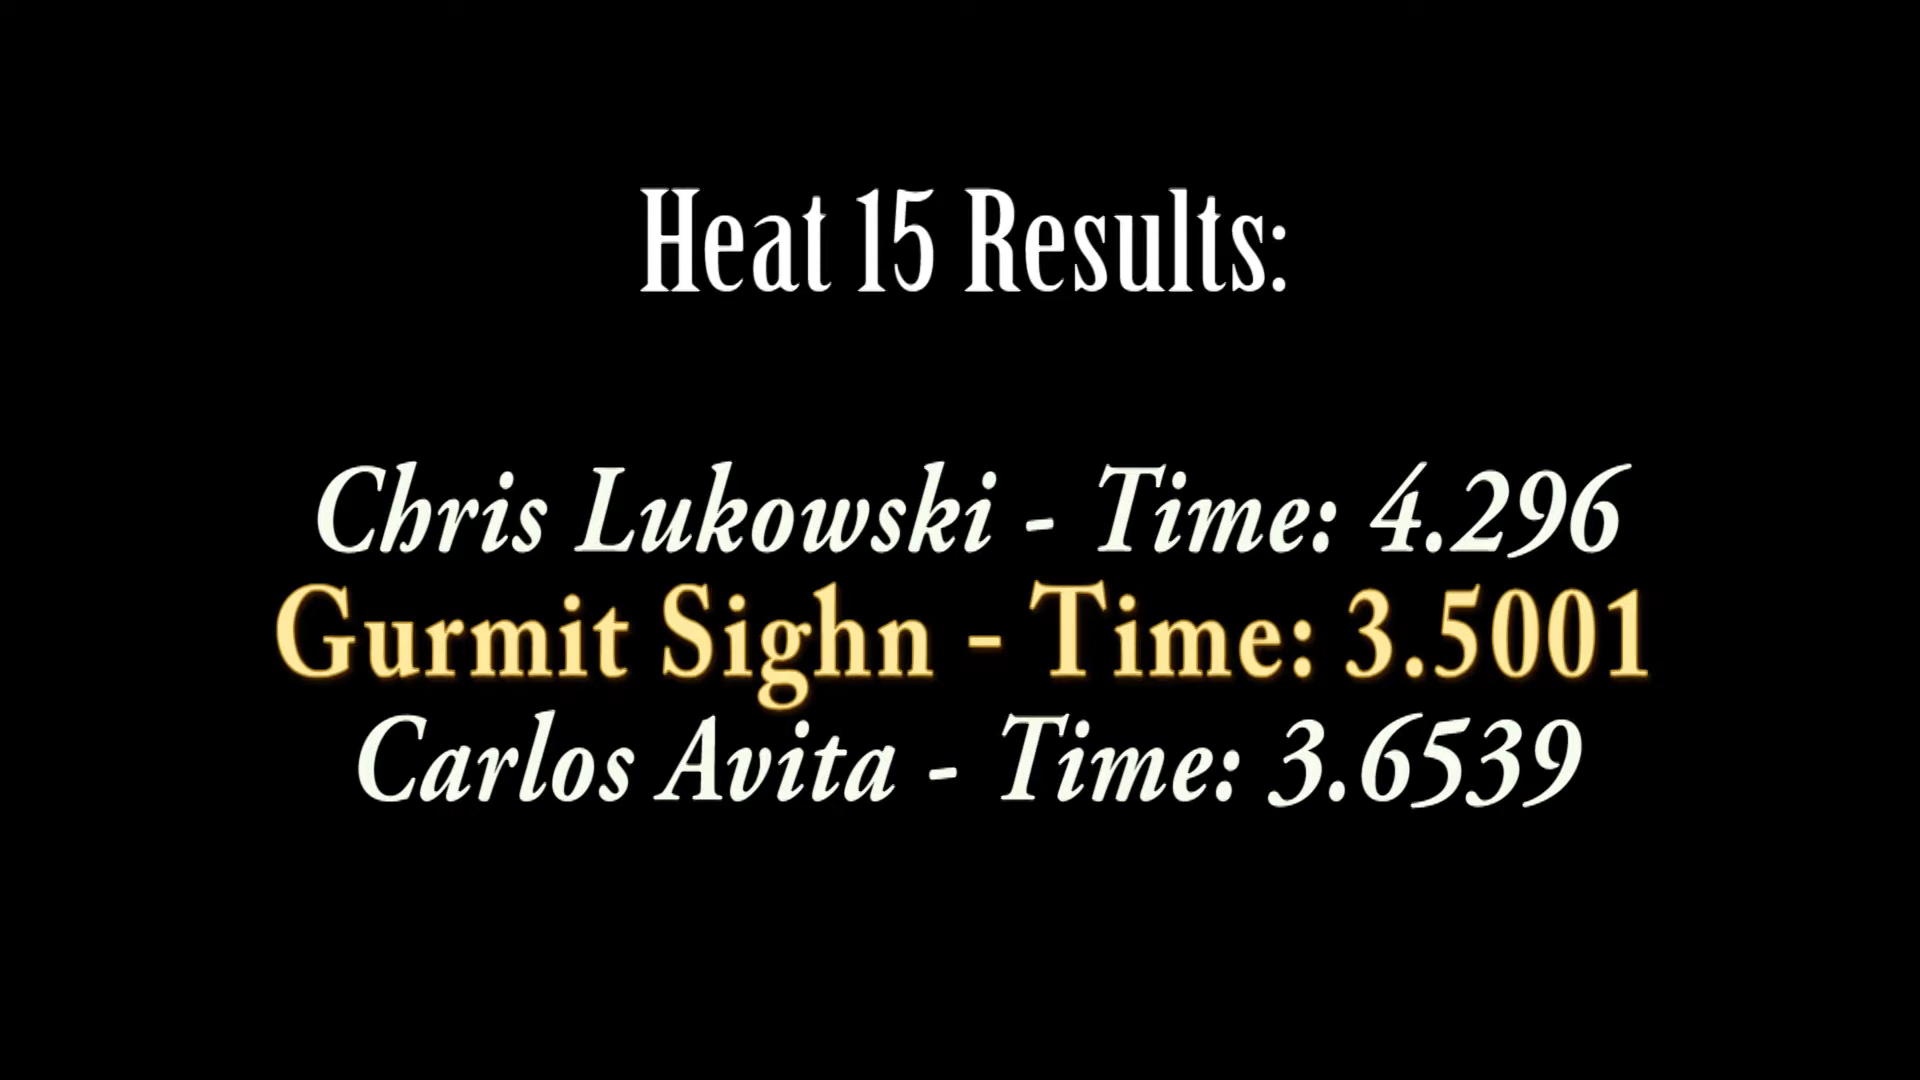 Heat 15 Results:
Chris Lukowski - Time: 4.296
Gurmit Sighn - Time: 3.5001
Carlos Avita - Time: 3.6539